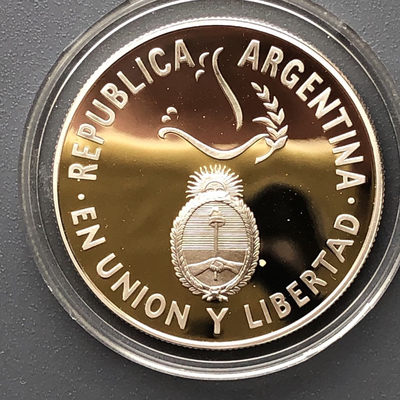 REPUBLICA ARGENTINA
· EN UNION Y LIBERTAD ·